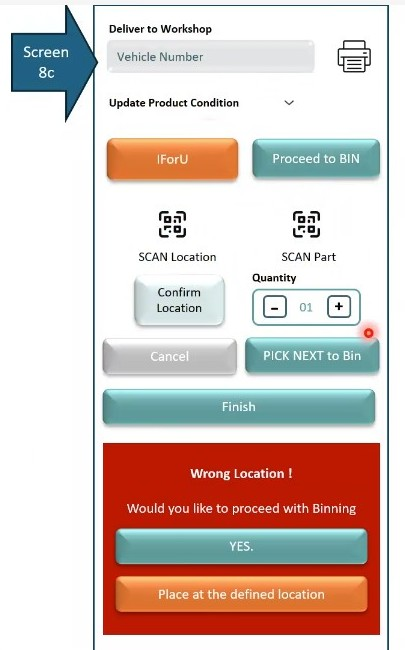 Screen
8c
Deliver to Workshop
Vehicle Number
Update Product Condition
IForU
Proceed to BIN
SCAN Location
SCAN Part
Confirm
Location
Quantity
- 01 +
Cancel
PICK NEXT to Bin
Finish
Wrong Location !
Would you like to proceed with Binning
YES.
Place at the defined location